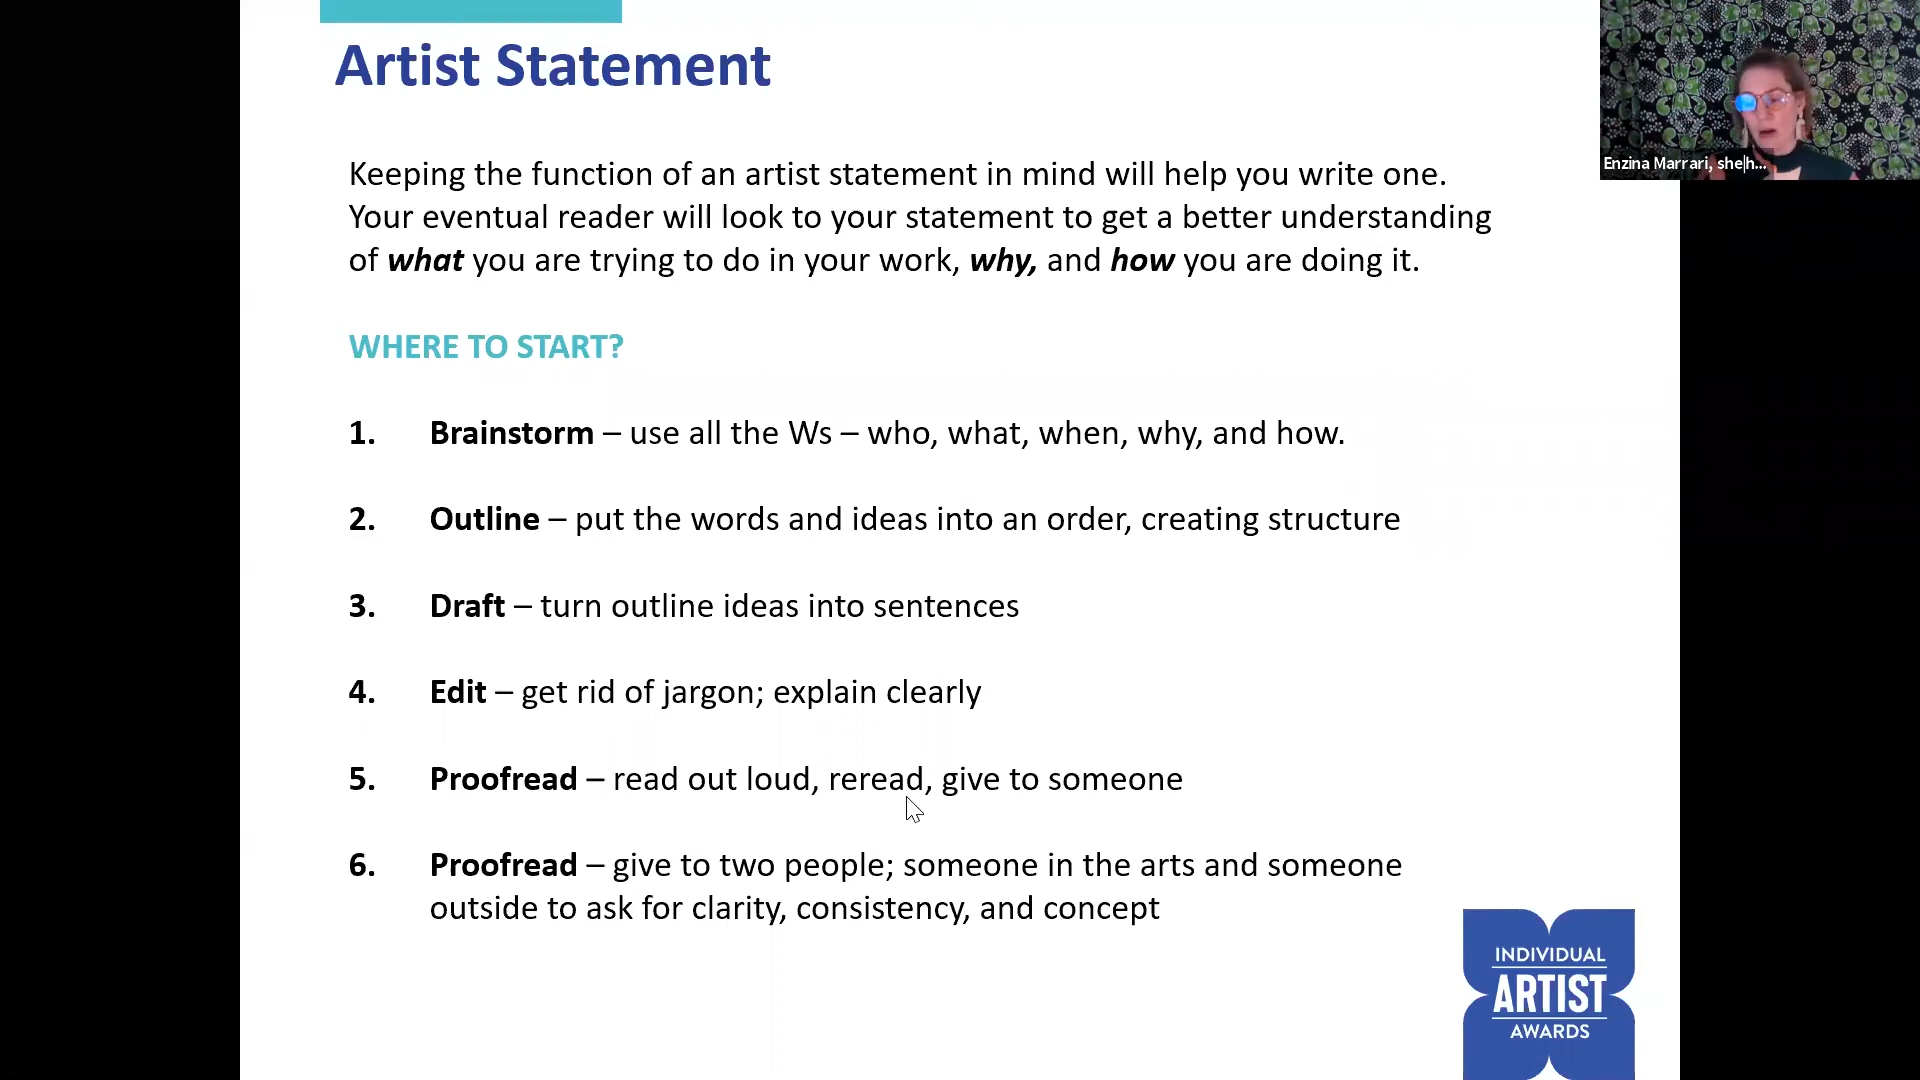 Artist Statement
Enzina Marrari, she|h...
Keeping the function of an artist statement in mind will help you write one.
Your eventual reader will look to your statement to get a better understanding
of what you are trying to do in your work, why, and how you are doing it.
WHERE TO START?
1. Brainstorm – use all the Ws – who, what, when, why, and how.
2. Outline – put the words and ideas into an order, creating structure
3. Draft – turn outline ideas into sentences
4. Edit – get rid of jargon; explain clearly
5. Proofread – read out loud, reread, give to someone
6. Proofread – give to two people; someone in the arts and someone
outside to ask for clarity, consistency, and concept
INDIVIDUAL
ARTIST
AWARDS